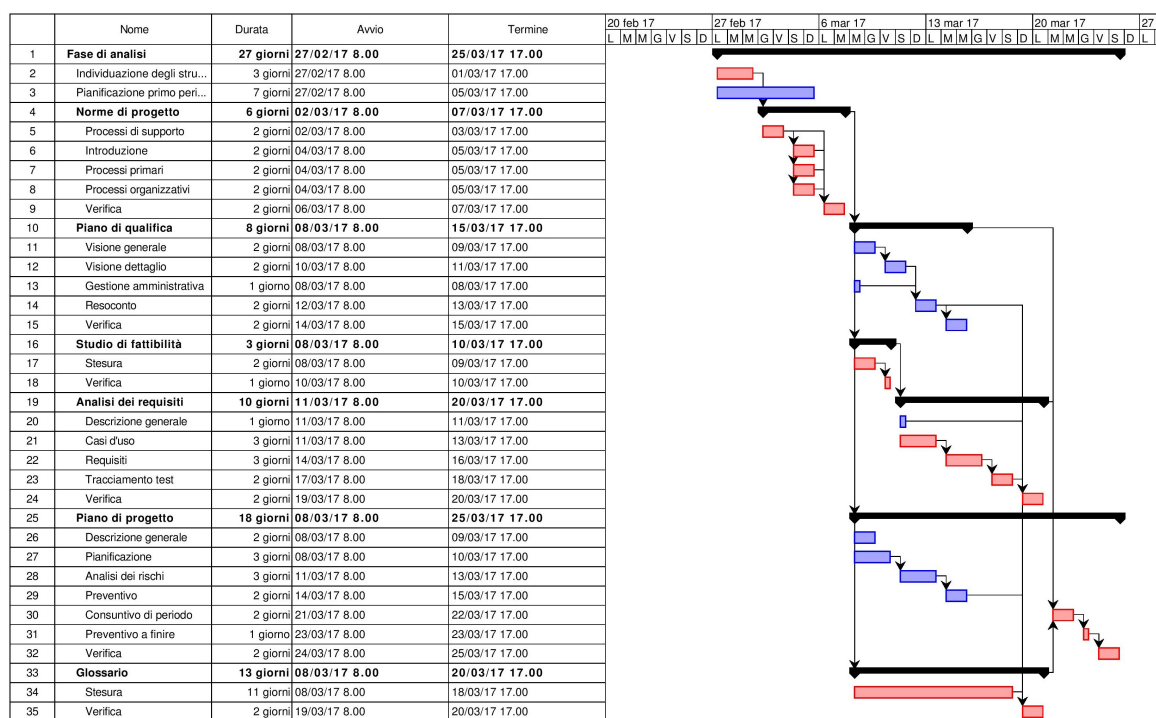 Nome Durata Avvio Termine
20 feb 17 27 feb 17 6 mar 17 13 mar 17 20 mar 17 27
L M M G V S D L M M G V S D L M M G V S D L M M G V S D L M M G V S D L
1 Fase di analisi 27 giorni 27/02/17 8.00 25/03/17 17.00
2 Individuazione degli stru... 3 giorni 27/02/17 8.00 01/03/17 17.00
3 Pianificazione primo peri... 7 giorni 27/02/17 8.00 05/03/17 17.00
4 Norme di progetto 6 giorni 02/03/17 8.00 07/03/17 17.00
5 Processi di supporto 2 giorni 02/03/17 8.00 03/03/17 17.00
6 Introduzione 2 giorni 04/03/17 8.00 05/03/17 17.00
7 Processi primari 2 giorni 04/03/17 8.00 05/03/17 17.00
8 Processi organizzativi 2 giorni 04/03/17 8.00 05/03/17 17.00
9 Verifica 2 giorni 06/03/17 8.00 07/03/17 17.00
10 Piano di qualifica 8 giorni 08/03/17 8.00 15/03/17 17.00
11 Visione generale 2 giorni 08/03/17 8.00 09/03/17 17.00
12 Visione dettaglio 2 giorni 10/03/17 8.00 11/03/17 17.00
13 Gestione amministrativa 1 giorno 08/03/17 8.00 08/03/17 17.00
14 Resoconto 2 giorni 12/03/17 8.00 13/03/17 17.00
15 Verifica 2 giorni 14/03/17 8.00 15/03/17 17.00
16 Studio di fattibilità 3 giorni 08/03/17 8.00 10/03/17 17.00
17 Stesura 2 giorni 08/03/17 8.00 09/03/17 17.00
18 Verifica 1 giorno 10/03/17 8.00 10/03/17 17.00
19 Analisi dei requisiti 10 giorni 11/03/17 8.00 20/03/17 17.00
20 Descrizione generale 1 giorno 11/03/17 8.00 11/03/17 17.00
21 Casi d'uso 3 giorni 11/03/17 8.00 13/03/17 17.00
22 Requisiti 3 giorni 14/03/17 8.00 16/03/17 17.00
23 Tracciamento test 2 giorni 17/03/17 8.00 18/03/17 17.00
24 Verifica 2 giorni 19/03/17 8.00 20/03/17 17.00
25 Piano di progetto 18 giorni 08/03/17 8.00 25/03/17 17.00
26 Descrizione generale 2 giorni 08/03/17 8.00 09/03/17 17.00
27 Pianificazione 3 giorni 08/03/17 8.00 10/03/17 17.00
28 Analisi dei rischi 3 giorni 11/03/17 8.00 13/03/17 17.00
29 Preventivo 2 giorni 14/03/17 8.00 15/03/17 17.00
30 Consuntivo di periodo 2 giorni 21/03/17 8.00 22/03/17 17.00
31 Preventivo a finire 1 giorno 23/03/17 8.00 23/03/17 17.00
32 Verifica 2 giorni 24/03/17 8.00 25/03/17 17.00
33 Glossario 13 giorni 08/03/17 8.00 20/03/17 17.00
34 Stesura 11 giorni 08/03/17 8.00 18/03/17 17.00
35 Verifica 2 giorni 19/03/17 8.00 20/03/17 17.00